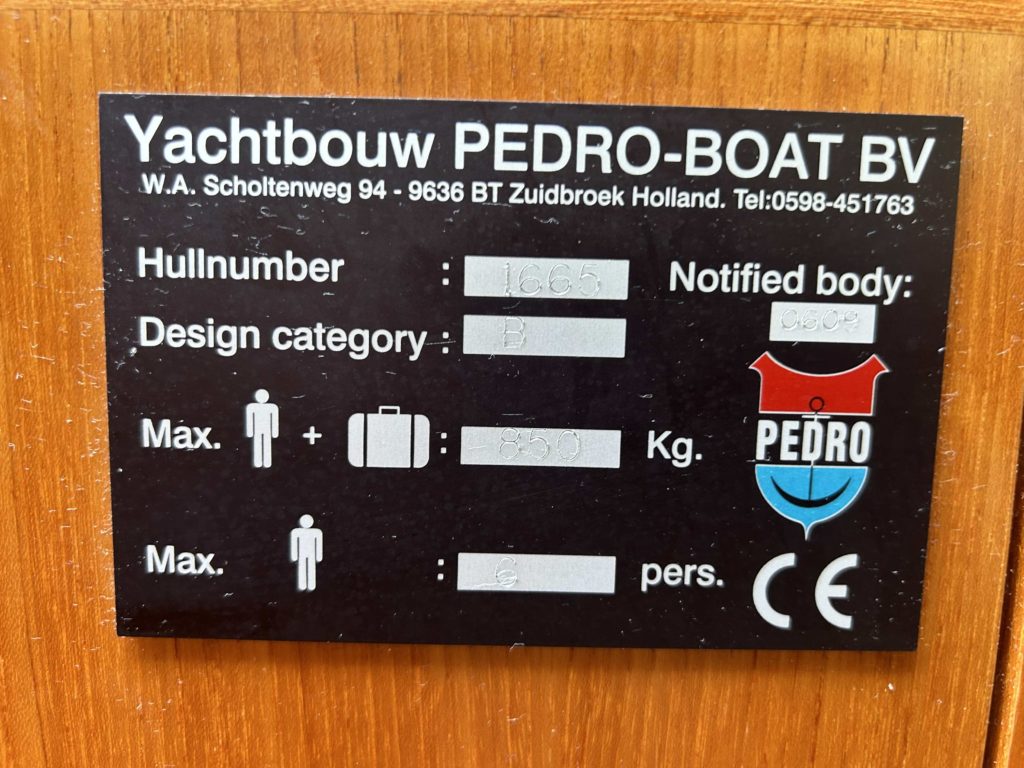 Yachtbouw PEDRO-BOAT BV
W.A. Scholtenweg 94 - 9636 BT Zuidbroek Holland. Tel:0598-451763
Hullnumber : 1665
Notified body:
0609
Design category : B
Max. + : 850 Kg.
PEDRO
Max. : 6 pers.
CE